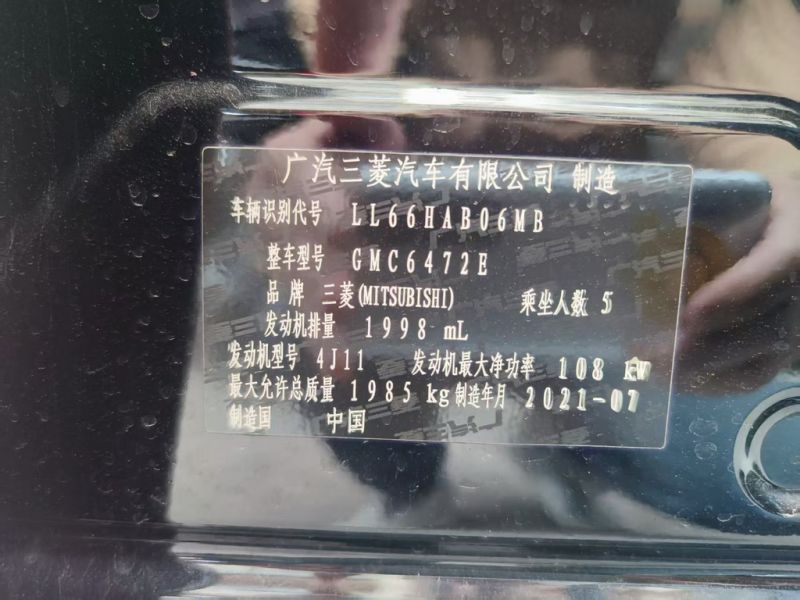 广汽三菱汽车有限公司 制造
车辆识别代号 LL66HAB06MB
整车型号 GMC6472E
品 牌 三菱(MITSUBISHI) 乘坐人数 5
发动机排量 1998 mL
发动机型号 4J11 发动机最大净功率 108 kW
最大允许总质量 1985 kg 制造年月 2021-07
制造国 中国